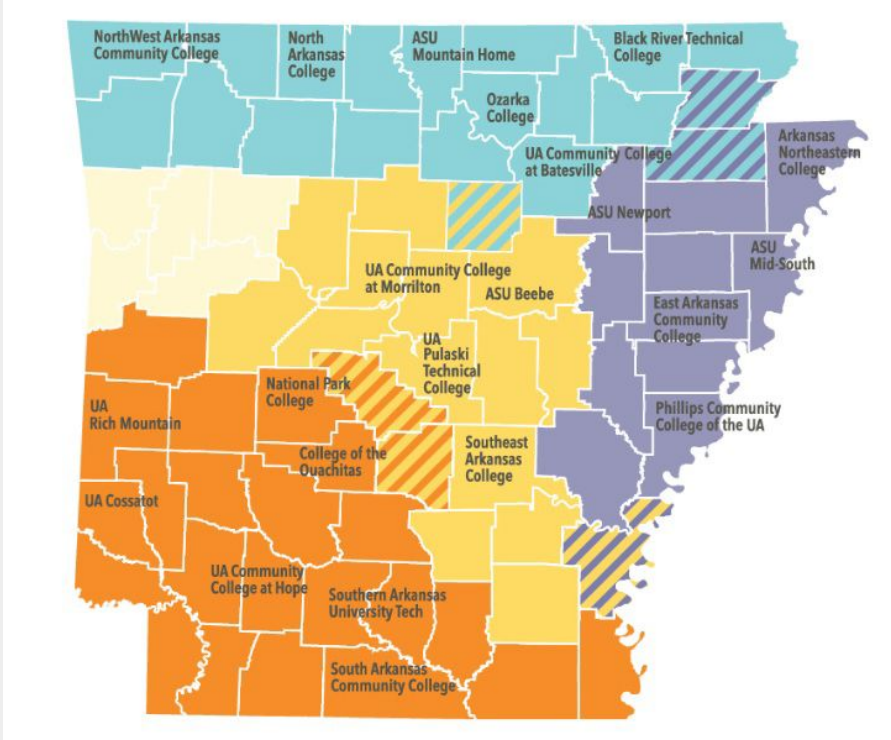 NorthWest Arkansas
Community College
North
Arkansas
College
ASU
Mountain Home
Black River Technical
College
Ozarka
College
UA Community College
at Batesville
Arkansas
Northeastern
College
ASU Newport
ASU
Mid-South
UA Community College
at Morrilton
ASU Beebe
East Arkansas
Community
College
UA
Pulaski
Technical
College
National Park
College
UA
Rich Mountain
Phillips Community
College of the UA
College of the
Ouachitas
Southeast
Arkansas
College
UA Cossatot
UA Community
College at Hope
Southern Arkansas
University Tech
South Arkansas
Community College